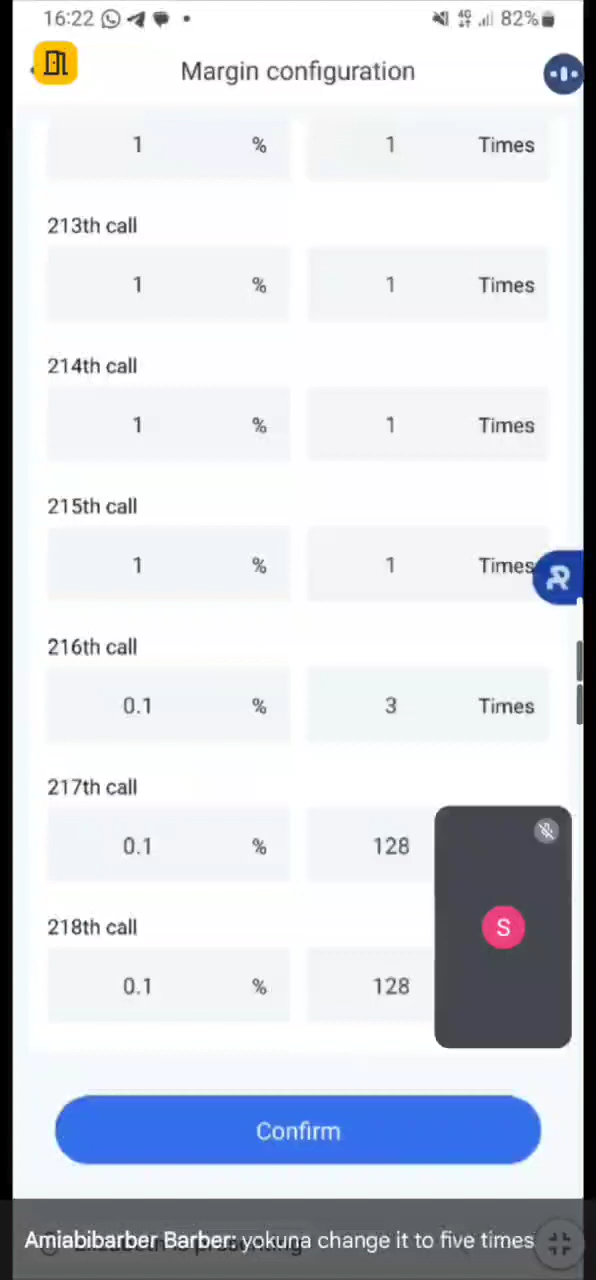 16:22
4G
82%
Margin configuration
1 % 1 Times
213th call
1 % 1 Times
214th call
1 % 1 Times
215th call
1 % 1 Times
216th call
0.1 % 3 Times
217th call
0.1 % 128
218th call
0.1 % 128
S
Confirm
Amiabibarber Barber: yokuna change it to five times